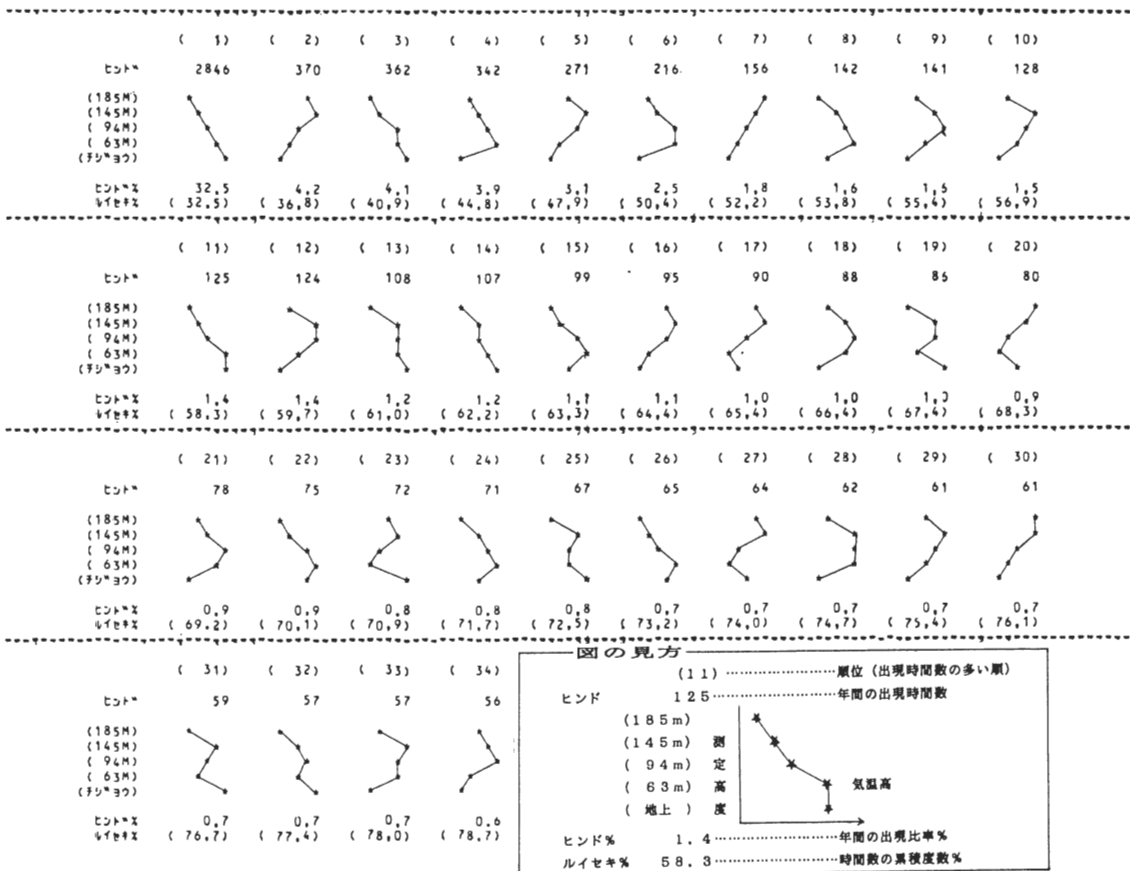 ( 1) ( 2) ( 3) ( 4) ( 5) ( 6) ( 7) ( 8) ( 9) ( 10)
ヒンド 2846 370 362 342 271 216 156 142 141 128
(185M)
(145M)
( 94M)
( 63M)
(チジョウ)
ヒンド% 32.5 4.2 4.1 3.9 3.1 2.5 1.8 1.6 1.6 1.5
ルイセキ% ( 32.5) ( 36.8) ( 40.9) ( 44.8) ( 47.9) ( 50.4) ( 52.2) ( 53.8) ( 55.4) ( 56.9)
( 11) ( 12) ( 13) ( 14) ( 15) ( 16) ( 17) ( 18) ( 19) ( 20)
ヒンド 125 124 108 107 99 95 90 88 86 80
(185M)
(145M)
( 94M)
( 63M)
(チジョウ)
ヒンド% 1.4 1.4 1.2 1.2 1.1 1.1 1.0 1.0 1.0 0.9
ルイセキ% ( 58.3) ( 59.7) ( 61.0) ( 62.2) ( 63.3) ( 64.4) ( 65.4) ( 66.4) ( 67.4) ( 68.3)
( 21) ( 22) ( 23) ( 24) ( 25) ( 26) ( 27) ( 28) ( 29) ( 30)
ヒンド 78 75 72 71 67 65 64 62 61 61
(185M)
(145M)
( 94M)
( 63M)
(チジョウ)
ヒンド% 0.9 0.9 0.8 0.8 0.8 0.7 0.7 0.7 0.7 0.7
ルイセキ% ( 69.2) ( 70.1) ( 70.9) ( 71.7) ( 72.5) ( 73.2) ( 74.0) ( 74.7) ( 75.4) ( 76.1)
( 31) ( 32) ( 33) ( 34)
ヒンド 59 57 57 56
(185M)
(145M)
( 94M)
( 63M)
(チジョウ)
ヒンド% 0.7 0.7 0.7 0.6
ルイセキ% ( 76.7) ( 77.4) ( 78.0) ( 78.7)
図の見方
(11) 順位(出現時間数の多い順)
ヒンド 125 年間の出現時間数
(185m)
(145m) 測
( 94m) 定
( 63m) 高 気温高
( 地上 ) 度
ヒンド% 1.4 年間の出現比率%
ルイセキ% 58.3 時間数の累積度数%